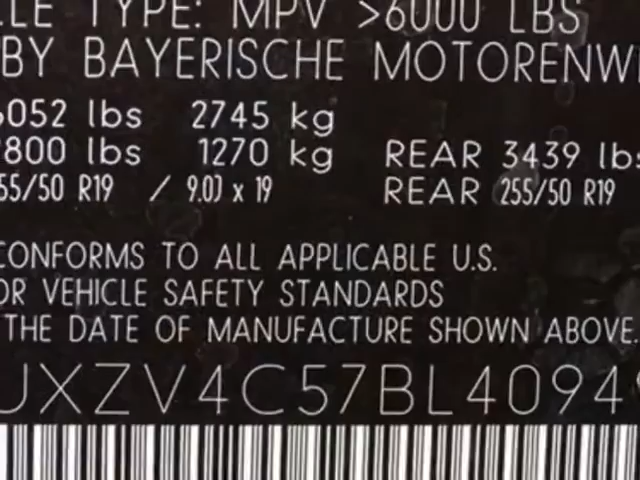 LE TYPE: MPV >6000 LBS
BY BAYERISCHE MOTORENW
6052 lbs 2745 kg
800 lbs 1270 kg REAR 3439 lbs
55/50 R19 / 9.0J x 19 REAR 255/50 R19
CONFORMS TO ALL APPLICABLE U.S.
OR VEHICLE SAFETY STANDARDS
THE DATE OF MANUFACTURE SHOWN ABOVE.
UXZV4C57BL4094